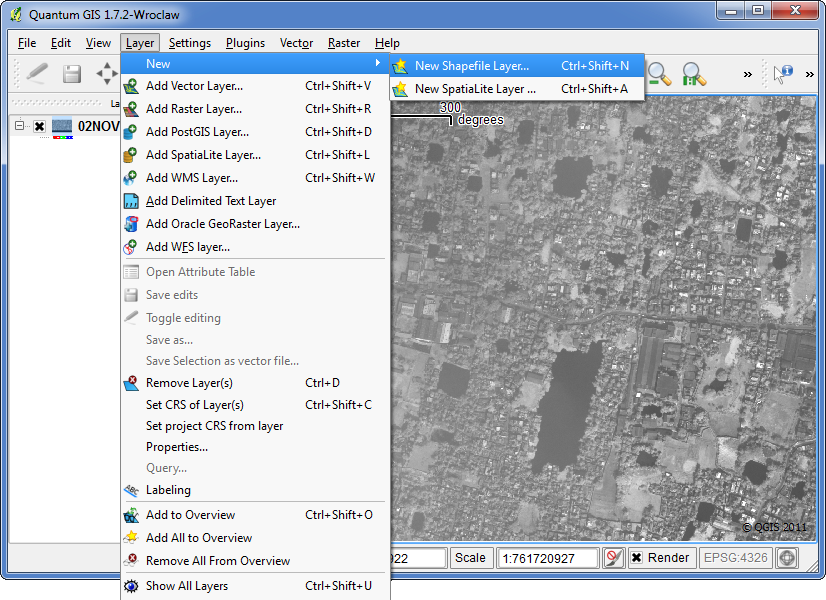 Quantum GIS 1.7.2-Wroclaw
File Edit View Layer Settings Plugins Vector Raster Help
New
New Shapefile Layer... Ctrl+Shift+N
New SpatiaLite Layer ... Ctrl+Shift+A
»
»
La
02NOV
300
degrees
Add Vector Layer... Ctrl+Shift+V
Add Raster Layer... Ctrl+Shift+R
Add PostGIS Layer... Ctrl+Shift+D
Add SpatiaLite Layer... Ctrl+Shift+L
Add WMS Layer... Ctrl+Shift+W
Add Delimited Text Layer
Add Oracle GeoRaster Layer...
Add WFS layer...
Open Attribute Table
Save edits
Toggle editing
Save as...
Save Selection as vector file...
Remove Layer(s) Ctrl+D
Set CRS of Layer(s) Ctrl+Shift+C
Set project CRS from layer
Properties...
Query...
Labeling
Add to Overview Ctrl+Shift+O
Add All to Overview
Remove All From Overview
Show All Layers Ctrl+Shift+U
© QGIS 2011
922 Scale 1:761720927 Render EPSG:4326